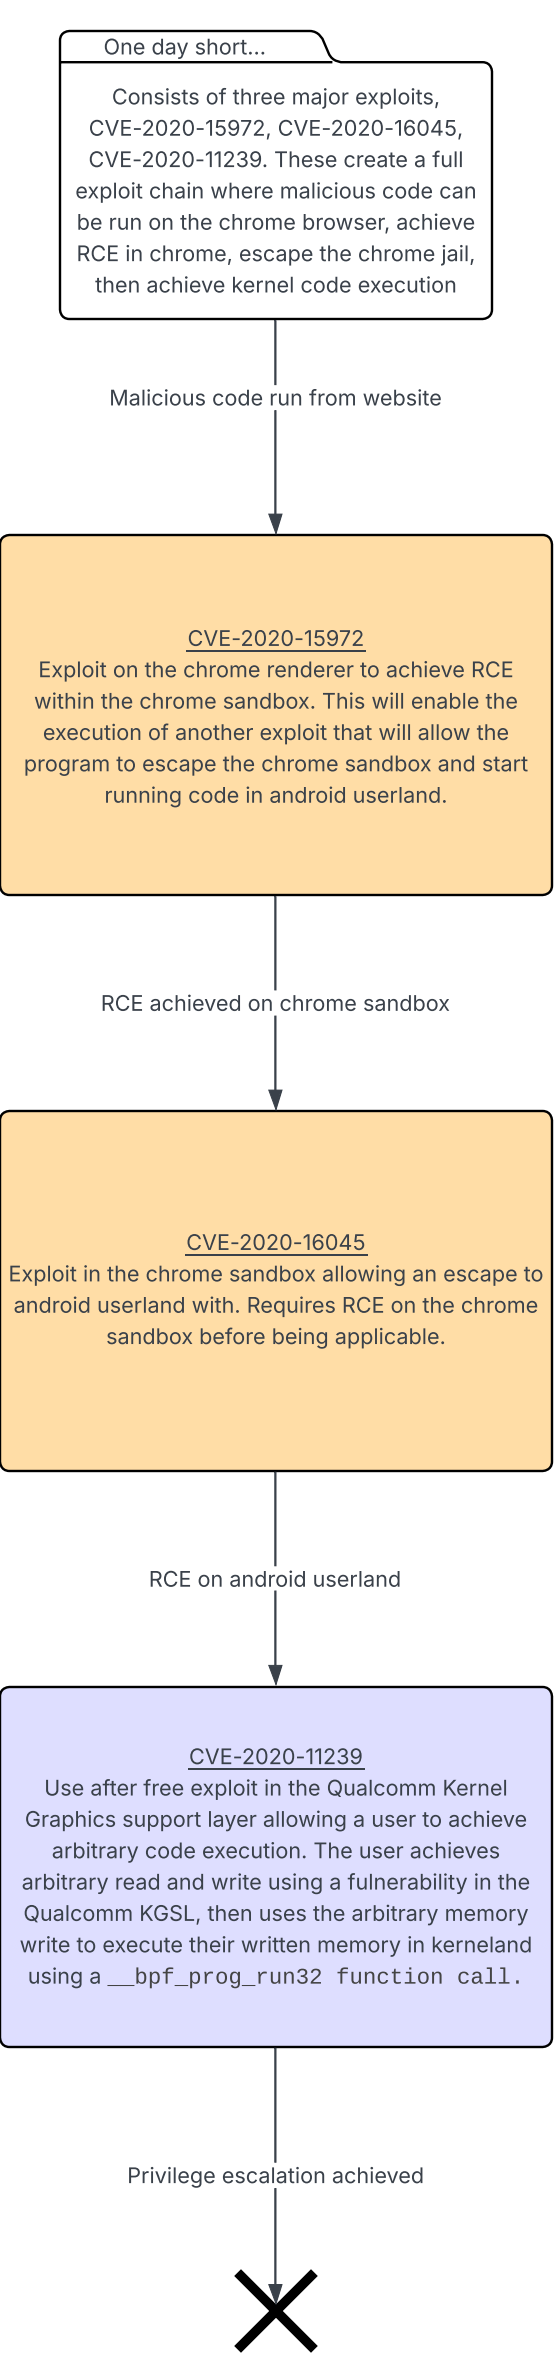 One day short...
Consists of three major exploits,
CVE-2020-15972, CVE-2020-16045,
CVE-2020-11239. These create a full
exploit chain where malicious code can
be run on the chrome browser, achieve
RCE in chrome, escape the chrome jail,
then achieve kernel code execution
Malicious code run from website
CVE-2020-15972
Exploit on the chrome renderer to achieve RCE
within the chrome sandbox. This will enable the
execution of another exploit that will allow the
program to escape the chrome sandbox and start
running code in android userland.
RCE achieved on chrome sandbox
CVE-2020-16045
Exploit in the chrome sandbox allowing an escape to
android userland with. Requires RCE on the chrome
sandbox before being applicable.
RCE on android userland
CVE-2020-11239
Use after free exploit in the Qualcomm Kernel
Graphics support layer allowing a user to achieve
arbitrary code execution. The user achieves
arbitrary read and write using a fulnerability in the
Qualcomm KGSL, then uses the arbitrary memory
write to execute their written memory in kerneland
using a __bpf_prog_run32 function call.
Privilege escalation achieved